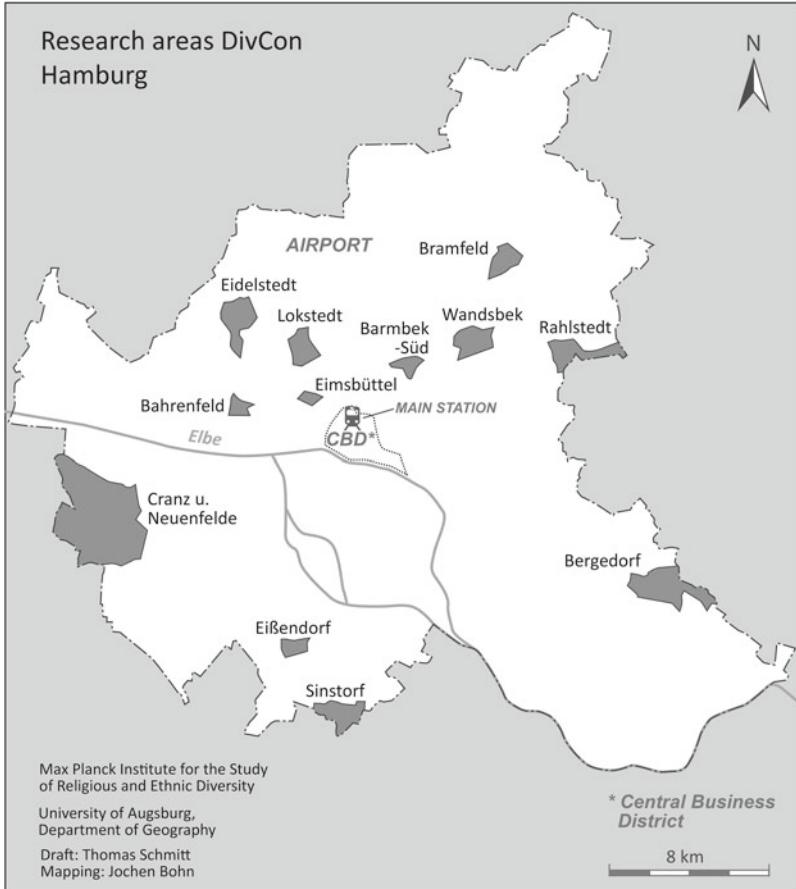 Research areas DivCon
Hamburg
N
AIRPORT
Bramfeld
Eidelstedt
Lokstedt
Barmbek
-Süd
Wandsbek
Rahlstedt
Bahrenfeld
Eimsbüttel
MAIN STATION
CBD*
Elbe
Cranz u.
Neuenfelde
Bergedorf
Eißendorf
Sinstorf
Max Planck Institute for the Study
of Religious and Ethnic Diversity
University of Augsburg,
Department of Geography
Draft: Thomas Schmitt
Mapping: Jochen Bohn
* Central Business
District
8 km